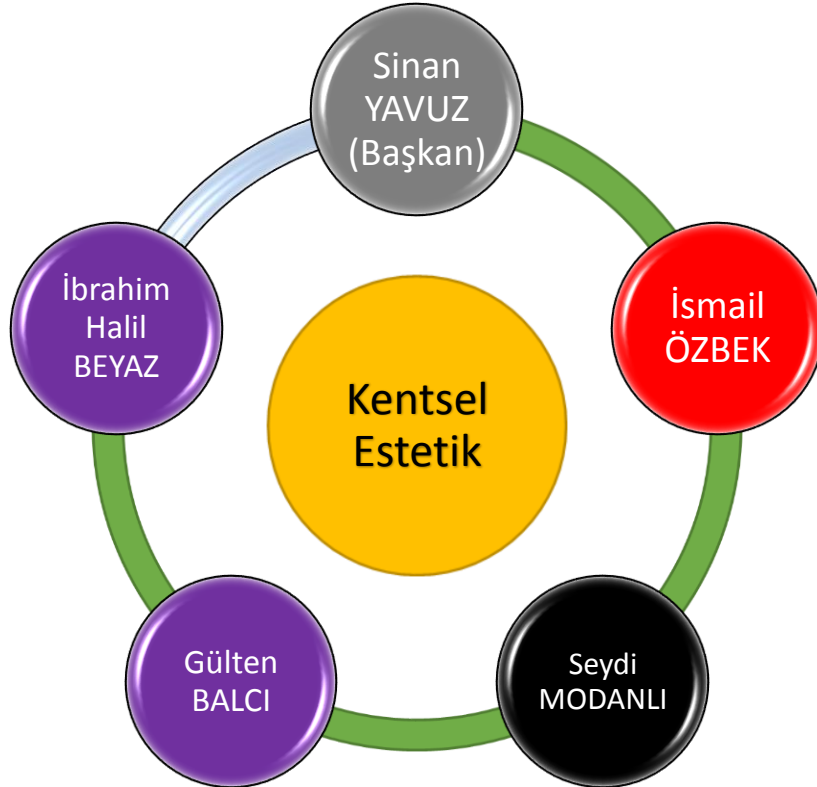 Sinan
YAVUZ
(Başkan)
İsmail
ÖZBEK
Seydi
MODANLI
Gülten
BALCI
İbrahim
Halil
BEYAZ
Kentsel
Estetik